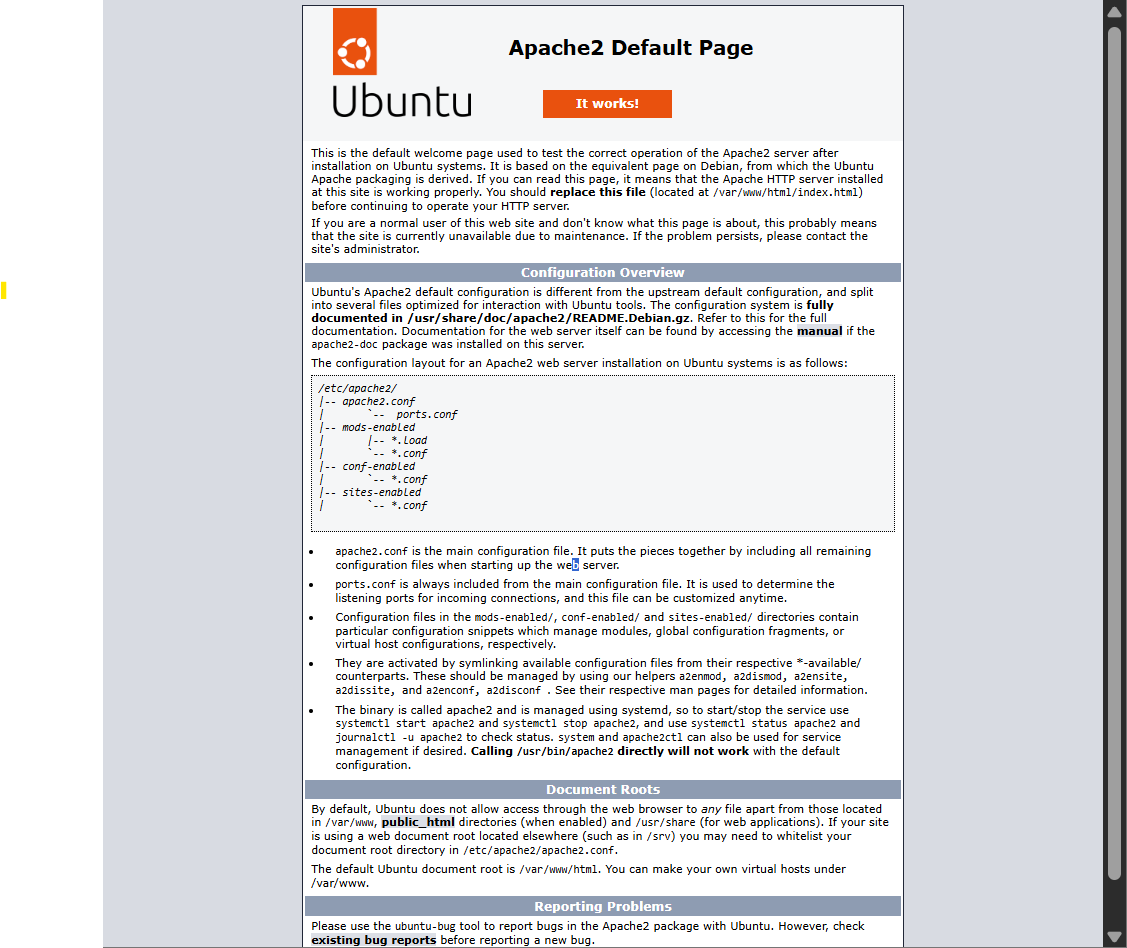 Ubuntu
Apache2 Default Page
It works!
This is the default welcome page used to test the correct operation of the Apache2 server after
installation on Ubuntu systems. It is based on the equivalent page on Debian, from which the Ubuntu
Apache packaging is derived. If you can read this page, it means that the Apache HTTP server installed
at this site is working properly. You should replace this file (located at /var/www/html/index.html)
before continuing to operate your HTTP server.
If you are a normal user of this web site and don't know what this page is about, this probably means
that the site is currently unavailable due to maintenance. If the problem persists, please contact the
site's administrator.
Configuration Overview
Ubuntu's Apache2 default configuration is different from the upstream default configuration, and split
into several files optimized for interaction with Ubuntu tools. The configuration system is fully
documented in /usr/share/doc/apache2/README.Debian.gz. Refer to this for the full
documentation. Documentation for the web server itself can be found by accessing the manual if the
apache2-doc package was installed on this server.
The configuration layout for an Apache2 web server installation on Ubuntu systems is as follows:
/etc/apache2/
|-- apache2.conf
|       `--  ports.conf
|-- mods-enabled
|       |-- *.load
|       `-- *.conf
|-- conf-enabled
|       `-- *.conf
|-- sites-enabled
|       `-- *.conf
• apache2.conf is the main configuration file. It puts the pieces together by including all remaining
configuration files when starting up the web server.
• ports.conf is always included from the main configuration file. It is used to determine the
listening ports for incoming connections, and this file can be customized anytime.
• Configuration files in the mods-enabled/, conf-enabled/ and sites-enabled/ directories contain
particular configuration snippets which manage modules, global configuration fragments, or
virtual host configurations, respectively.
• They are activated by symlinking available configuration files from their respective *-available/
counterparts. These should be managed by using our helpers a2enmod, a2dismod, a2ensite,
a2dissite, and a2enconf, a2disconf . See their respective man pages for detailed information.
• The binary is called apache2 and is managed using systemd, so to start/stop the service use
systemctl start apache2 and systemctl stop apache2, and use systemctl status apache2 and
journalctl -u apache2 to check status. system and apache2ctl can also be used for service
management if desired. Calling /usr/bin/apache2 directly will not work with the default
configuration.
Document Roots
By default, Ubuntu does not allow access through the web browser to any file apart from those located
in /var/www, public_html directories (when enabled) and /usr/share (for web applications). If your site
is using a web document root located elsewhere (such as in /srv) you may need to whitelist your
document root directory in /etc/apache2/apache2.conf.
The default Ubuntu document root is /var/www/html. You can make your own virtual hosts under
/var/www.
Reporting Problems
Please use the ubuntu-bug tool to report bugs in the Apache2 package with Ubuntu. However, check
existing bug reports before reporting a new bug.